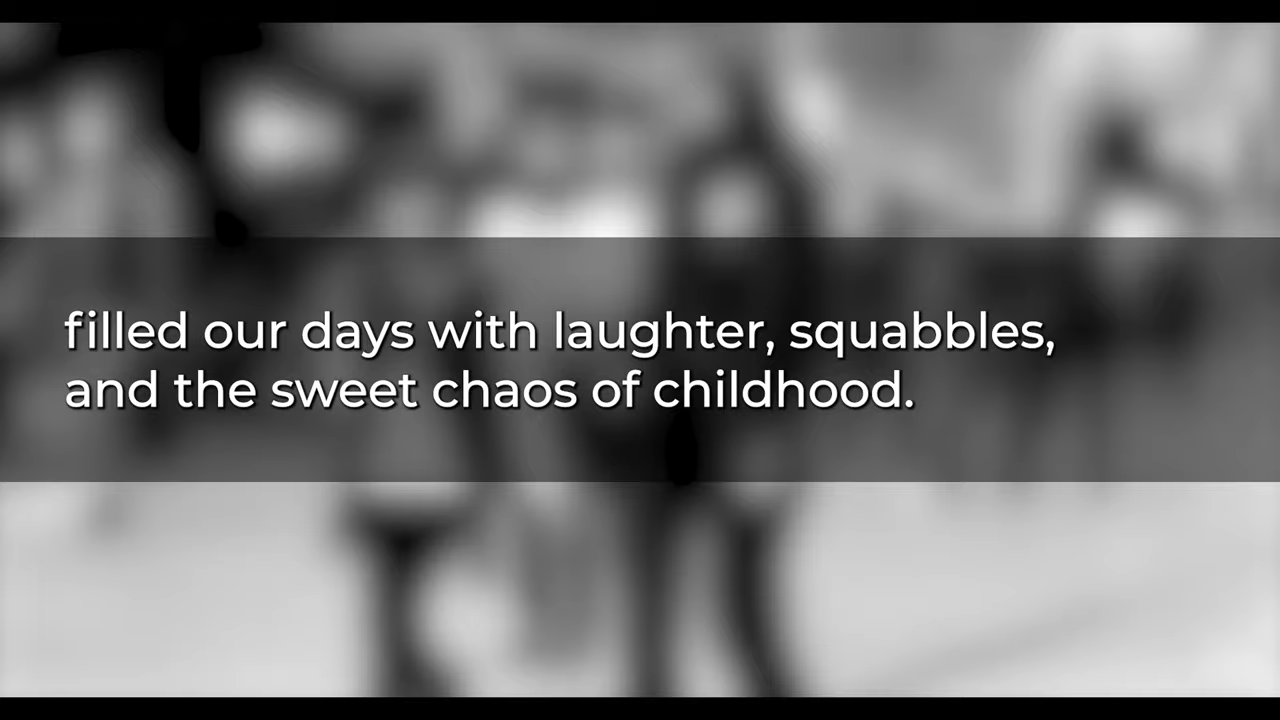 filled our days with laughter, squabbles,
and the sweet chaos of childhood.